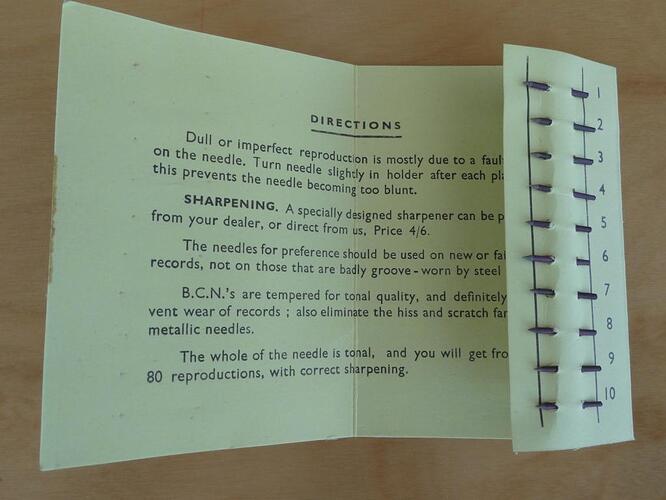 DIRECTIONS
Dull or imperfect reproduction is mostly due to a
on the needle. Turn needle slightly in holder after each
this prevents the needle becoming too blunt.
SHARPENING. A specially designed sharpener can be
from your dealer, or direct from us, Price 4/6.
The needles for preference should be used on new or
records, not on those that are badly groove-worn by steel
B.C.N.'s are tempered for tonal quality, and definitely
vent wear of records ; also eliminate the hiss and scratch
metallic needles.
The whole of the needle is tonal, and you will get
80 reproductions, with correct sharpening.
1
2
3
4
5
6
7
8
9
10